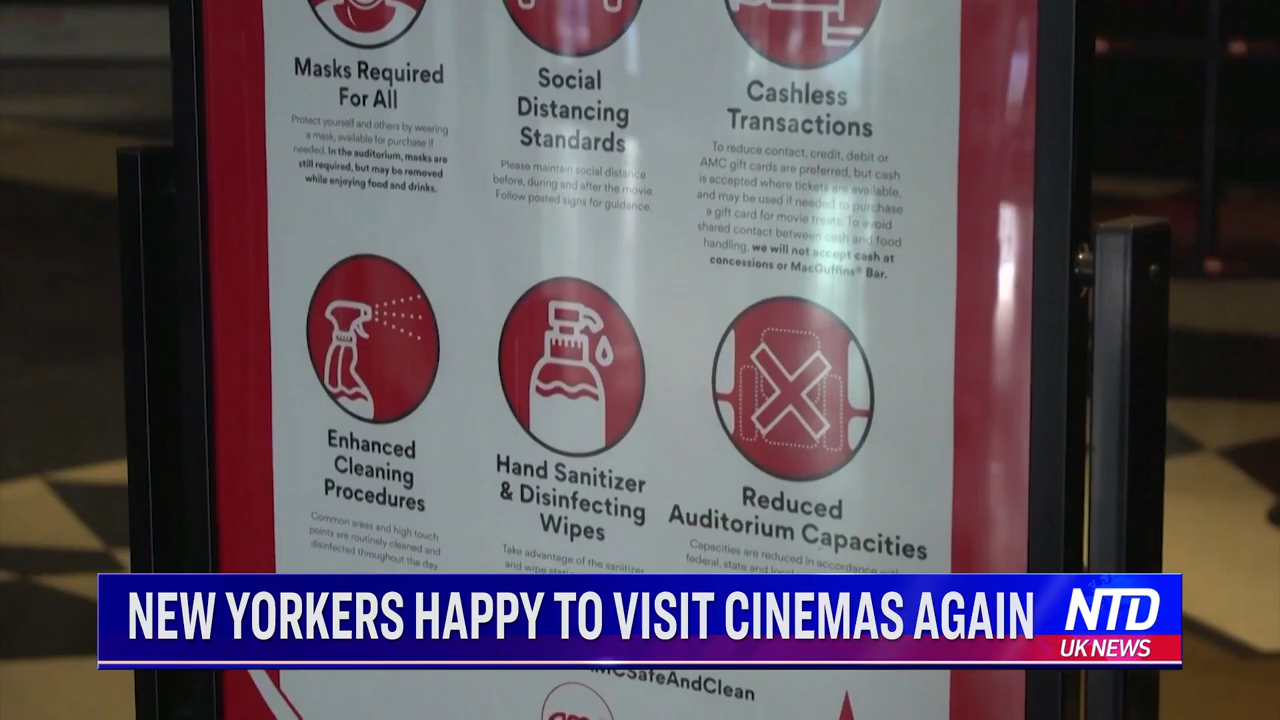 Masks Required
For All
Protect yourself and others by wearing
a mask, available for purchase if
needed. In the auditorium, masks are
still required, but may be removed
while enjoying food and drinks.
Social
Distancing
Standards
Please maintain social distance
before, during and after the movie.
Follow posted signs for guidance.
Cashless
Transactions
To reduce contact, credit, debit or
AMC gift cards are preferred, but cash
is accepted where tickets are available,
and may be used if needed to purchase
a gift card for movie treats. To avoid
shared contact between cash and food
handling, we will not accept cash at
concessions or MacGuffins® Bar.
Enhanced
Cleaning
Procedures
Common areas and high touch
points are routinely cleaned and
disinfected throughout the day
Hand Sanitizer
& Disinfecting
Wipes
Take advantage of the sanitizer
and wipe
Reduced
Auditorium Capacities
Capacities are reduced in accordance
federal, state and
NEW YORKERS HAPPY TO VISIT CINEMAS AGAIN
NTD
UK NEWS
SafeAndClean